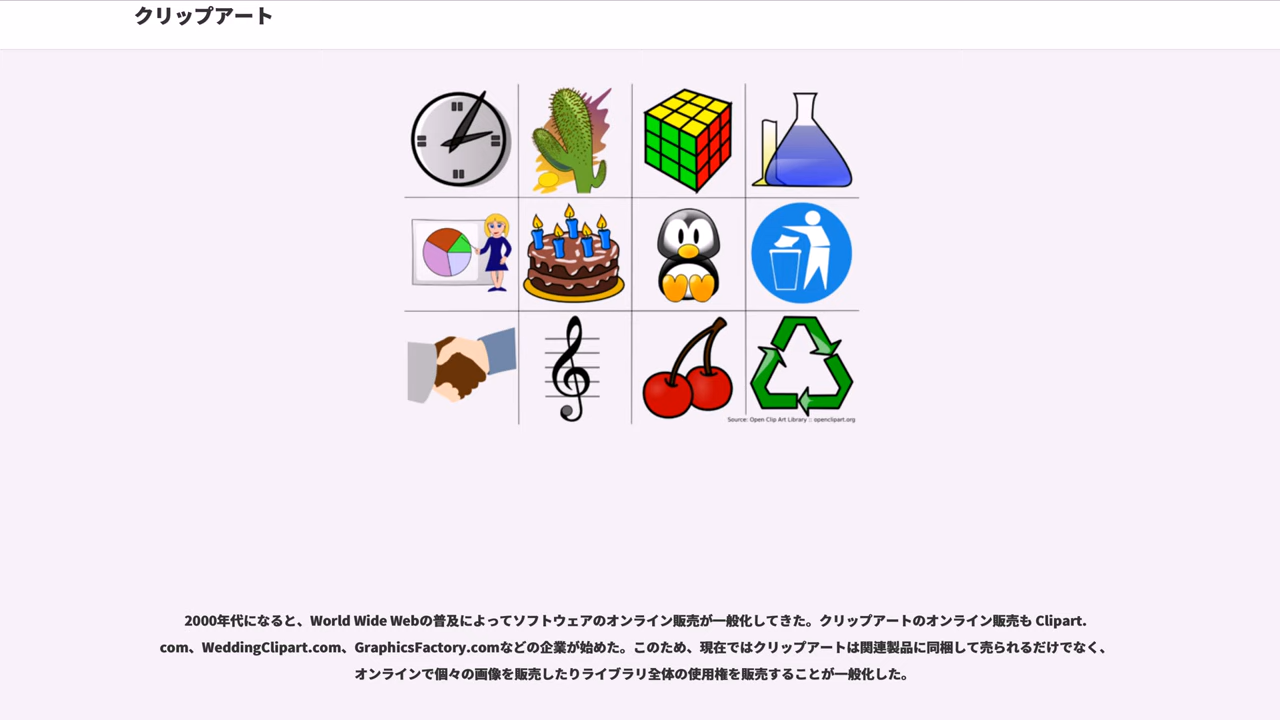 クリップアート
Source: Open Clip Art Library :: openclipart.org
2000年代になると、World Wide Webの普及によってソフトウェアのオンライン販売が一般化してきた。クリップアートのオンライン販売も Clipart.
com、WeddingClipart.com、GraphicsFactory.comなどの企業が始めた。このため、現在ではクリップアートは関連製品に同梱して売られるだけでなく、
オンラインで個々の画像を販売したりライブラリ全体の使用権を販売することが一般化した。